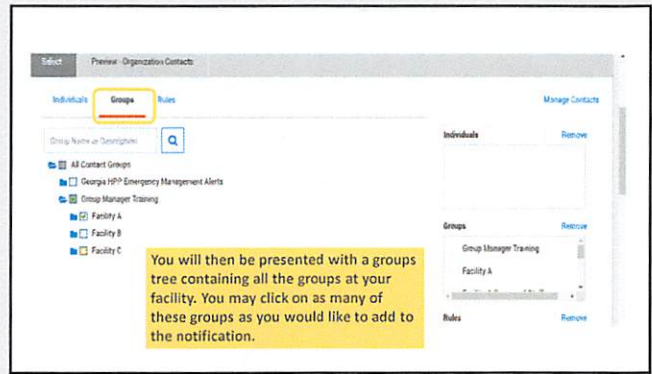 Select Preview - Organization Contacts
Individuals Groups Rules Manage Contacts
Group Name or Description
Individuals Remove
All Contact Groups
Georgia HPP Emergency Management Alerts
Group Manager Training
Facility A
Facility B
Facility C
Groups Remove
Group Manager Training
Facility A
Rules Remove
You will then be presented with a groups
tree containing all the groups at your
facility. You may click on as many of
these groups as you would like to add to
the notification.